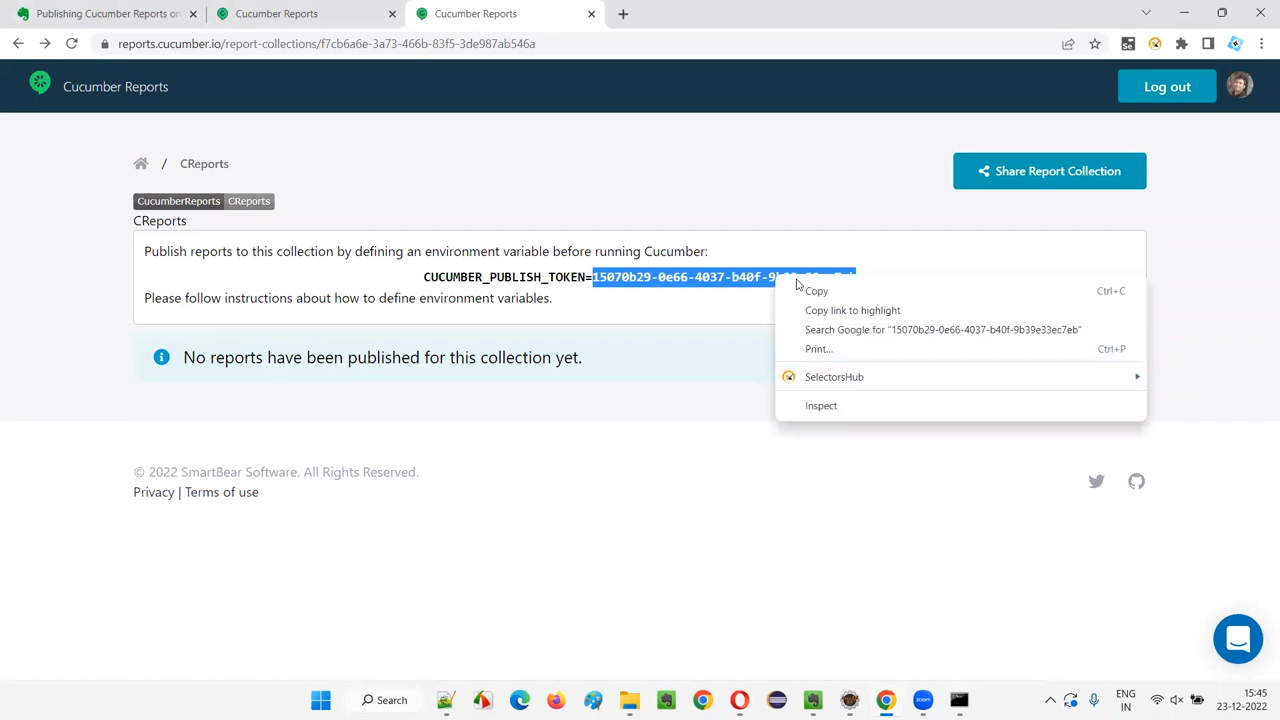 Publishing Cucumber Reports on
Cucumber Reports
Cucumber Reports
reports.cucumber.io/report-collections/f7cb6a6e-3a73-466b-83f5-3de987ab546a
Cucumber Reports
Log out
/ CReports
Share Report Collection
CucumberReports CReports
CReports
Publish reports to this collection by defining an environment variable before running Cucumber:
CUCUMBER_PUBLISH_TOKEN=15070b29-0e66-4037-b40f-
Please follow instructions about how to define environment variables.
Copy Ctrl+C
Copy link to highlight
Search Google for "15070b29-0e66-4037-b40f-9b39e33ec7eb"
Print... Ctrl+P
SelectorsHub
Inspect
No reports have been published for this collection yet.
© 2022 SmartBear Software. All Rights Reserved.
Privacy | Terms of use
Search
zoom
ENG
IN
15:45
23-12-2022